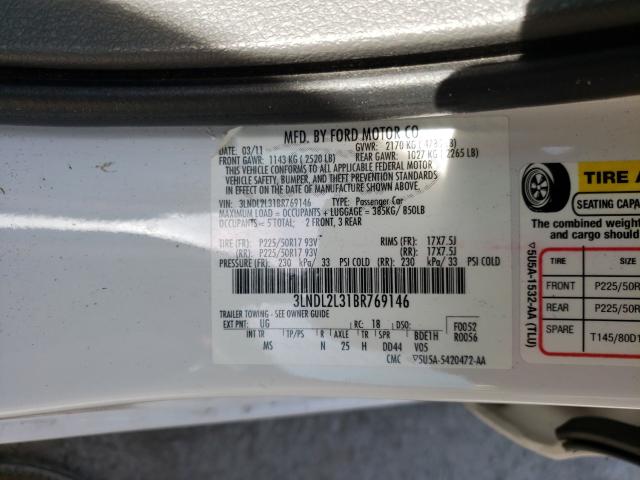 MFD. BY FORD MOTOR CO
DATE: 03/11 GVWR: 2170 KG
FRONT GAWR: 1143 KG ( 2520 LB) REAR GAWR: 1027 KG ( 2265 LB)
THIS VEHICLE CONFORMS TO ALL APPLICABLE FEDERAL MOTOR
VEHICLE SAFETY, BUMPER, AND THEFT PREVENTION STANDARDS
IN EFFECT ON THE DATE OF MANUFACTURE SHOWN ABOVE.
VIN: 3LNDL2L31BR769146 TYPE: Passenger Car
MAXIMUM LOAD = OCCUPANTS + LUGGAGE = 385KG/ 850LB
OCCUPANTS = 5 TOTAL: 2 FRONT, 3 REAR
TIRE (FR): P225/50R17 93V RIMS (FR): 17X7.5J
(RR): P225/50R17 93V (RR): 17X7.5J
PRESSURE (FR): 230 kPa/ 33 PSI COLD (RR): 230 kPa/ 33 PSI COLD
3LNDL2L31BR769146
TRAILER TOWING - SEE OWNER GUIDE
EXT PNT: UG RC: 18 DSO: F0052
R0056
INT TR TP/PS R AXLE TR SPR BDE1H
MS N 25 H DD44 V05
CMC ▽5U5A-5420472-AA
TIRE A
SEATING CAPA
The combined weight
and cargo should
TIRE SIZE
FRONT P225/50R
REAR P225/50R
SPARE T145/80D1
▽5U5A-1532-AA (TLU)